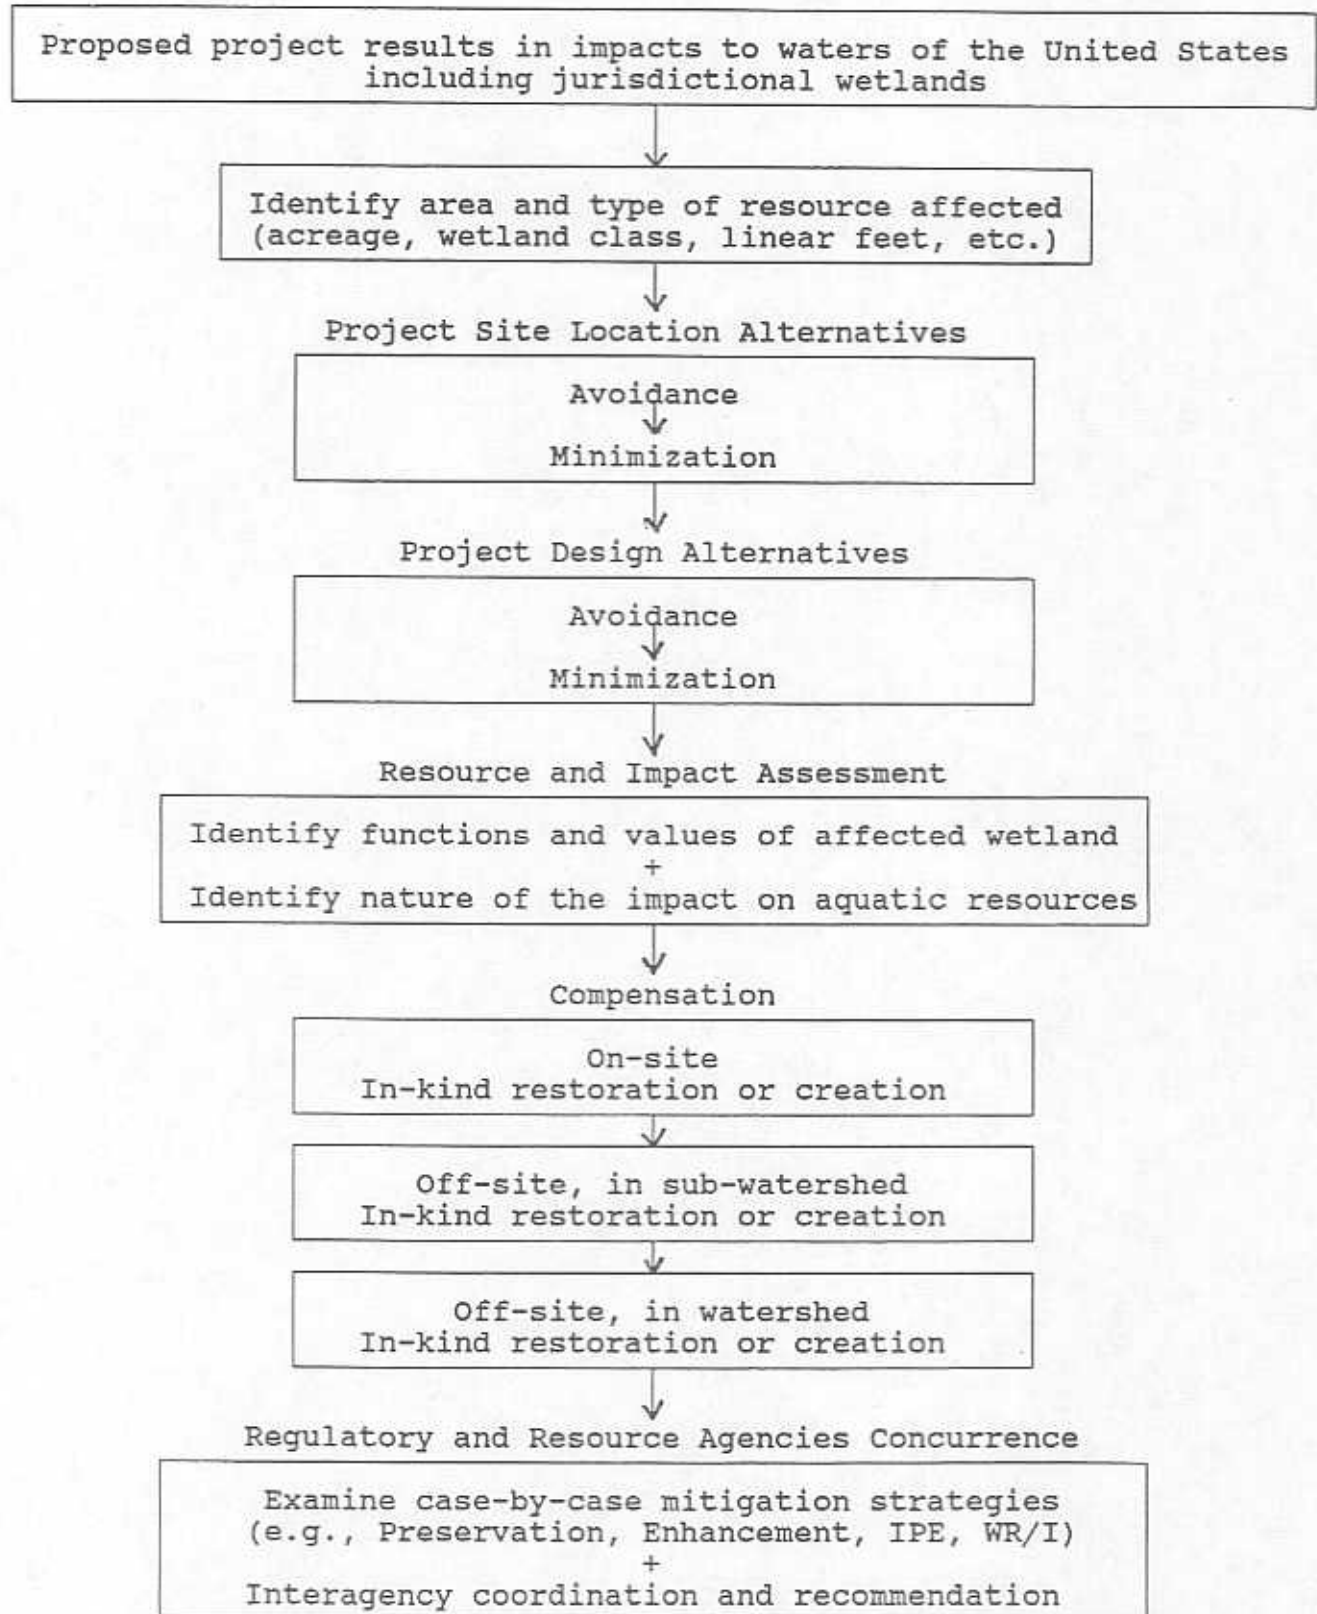 Proposed project results in impacts to waters of the United States
including jurisdictional wetlands
Identify area and type of resource affected
(acreage, wetland class, linear feet, etc.)
Project Site Location Alternatives
Avoidance
Minimization
Project Design Alternatives
Avoidance
Minimization
Resource and Impact Assessment
Identify functions and values of affected wetland
+
Identify nature of the impact on aquatic resources
Compensation
On-site
In-kind restoration or creation
Off-site, in sub-watershed
In-kind restoration or creation
Off-site, in watershed
In-kind restoration or creation
Regulatory and Resource Agencies Concurrence
Examine case-by-case mitigation strategies
(e.g., Preservation, Enhancement, IPE, WR/I)
+
Interagency coordination and recommendation